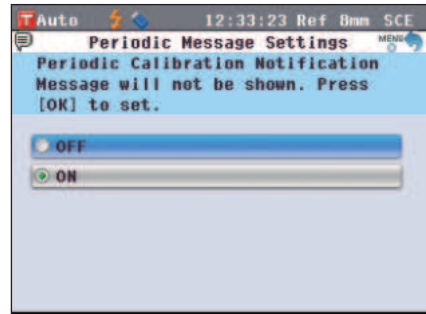 T Auto 12:33:23 Ref 8mm SCE
Periodic Message Settings MENU
Periodic Calibration Notification
Message will not be shown. Press
[OK] to set.
OFF
ON